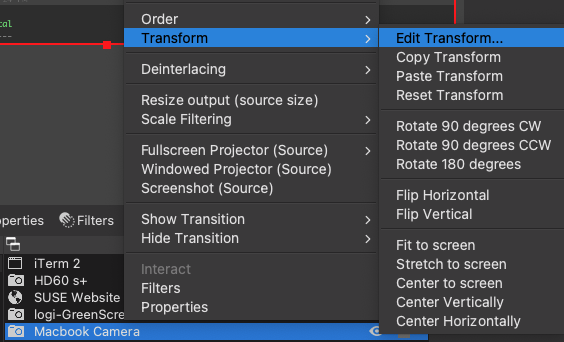 tal
----
Order
Transform
Deinterlacing
Resize output (source size)
Scale Filtering
Fullscreen Projector (Source)
Windowed Projector (Source)
Screenshot (Source)
Show Transition
Hide Transition
Interact
Filters
Properties
Edit Transform...
Copy Transform
Paste Transform
Reset Transform
Rotate 90 degrees CW
Rotate 90 degrees CCW
Rotate 180 degrees
Flip Horizontal
Flip Vertical
Fit to screen
Stretch to screen
Center to screen
Center Vertically
Center Horizontally
operties
Filters
iTerm 2
HD60 s+
SUSE Website
logi-GreenScre
Macbook Camera